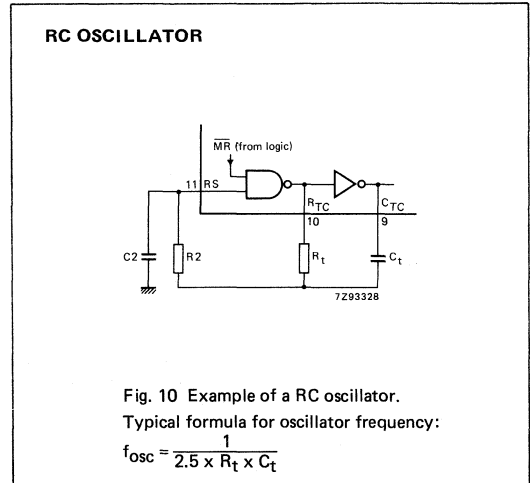 RC OSCILLATOR
MR (from logic)
11 RS
RTC
CTC
10
9
C2
R2
Rt
Ct
7Z93328
Fig. 10 Example of a RC oscillator.
Typical formula for oscillator frequency:
fosc = 1 / 2.5 x Rt x Ct